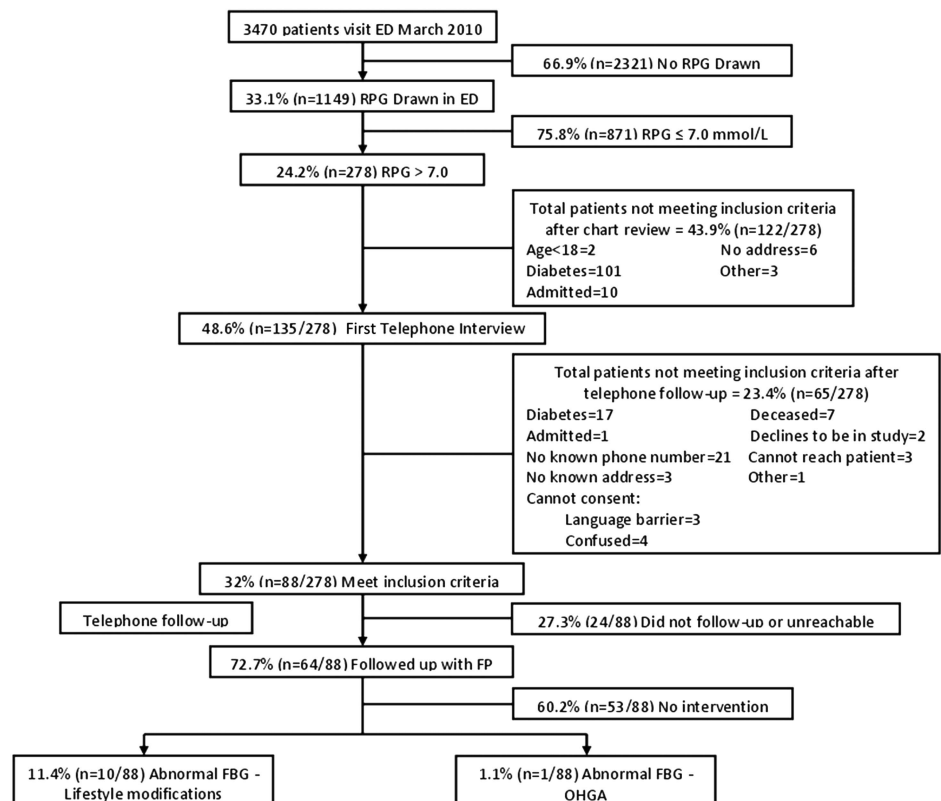 3470 patients visit ED March 2010
66.9% (n=2321) No RPG Drawn
33.1% (n=1149) RPG Drawn in ED
75.8% (n=871) RPG ≤ 7.0 mmol/L
24.2% (n=278) RPG > 7.0
Total patients not meeting inclusion criteria
after chart review = 43.9% (n=122/278)
Age<18=2 No address=6
Diabetes=101 Other=3
Admitted=10
48.6% (n=135/278) First Telephone Interview
Total patients not meeting inclusion criteria after
telephone follow-up = 23.4% (n=65/278)
Diabetes=17 Deceased=7
Admitted=1 Declines to be in study=2
No known phone number=21 Cannot reach patient=3
No known address=3 Other=1
Cannot consent:
Language barrier=3
Confused=4
32% (n=88/278) Meet inclusion criteria
Telephone follow-up
27.3% (24/88) Did not follow-up or unreachable
72.7% (n=64/88) Followed up with FP
60.2% (n=53/88) No intervention
11.4% (n=10/88) Abnormal FBG -
Lifestyle modifications
1.1% (n=1/88) Abnormal FBG -
OHGA